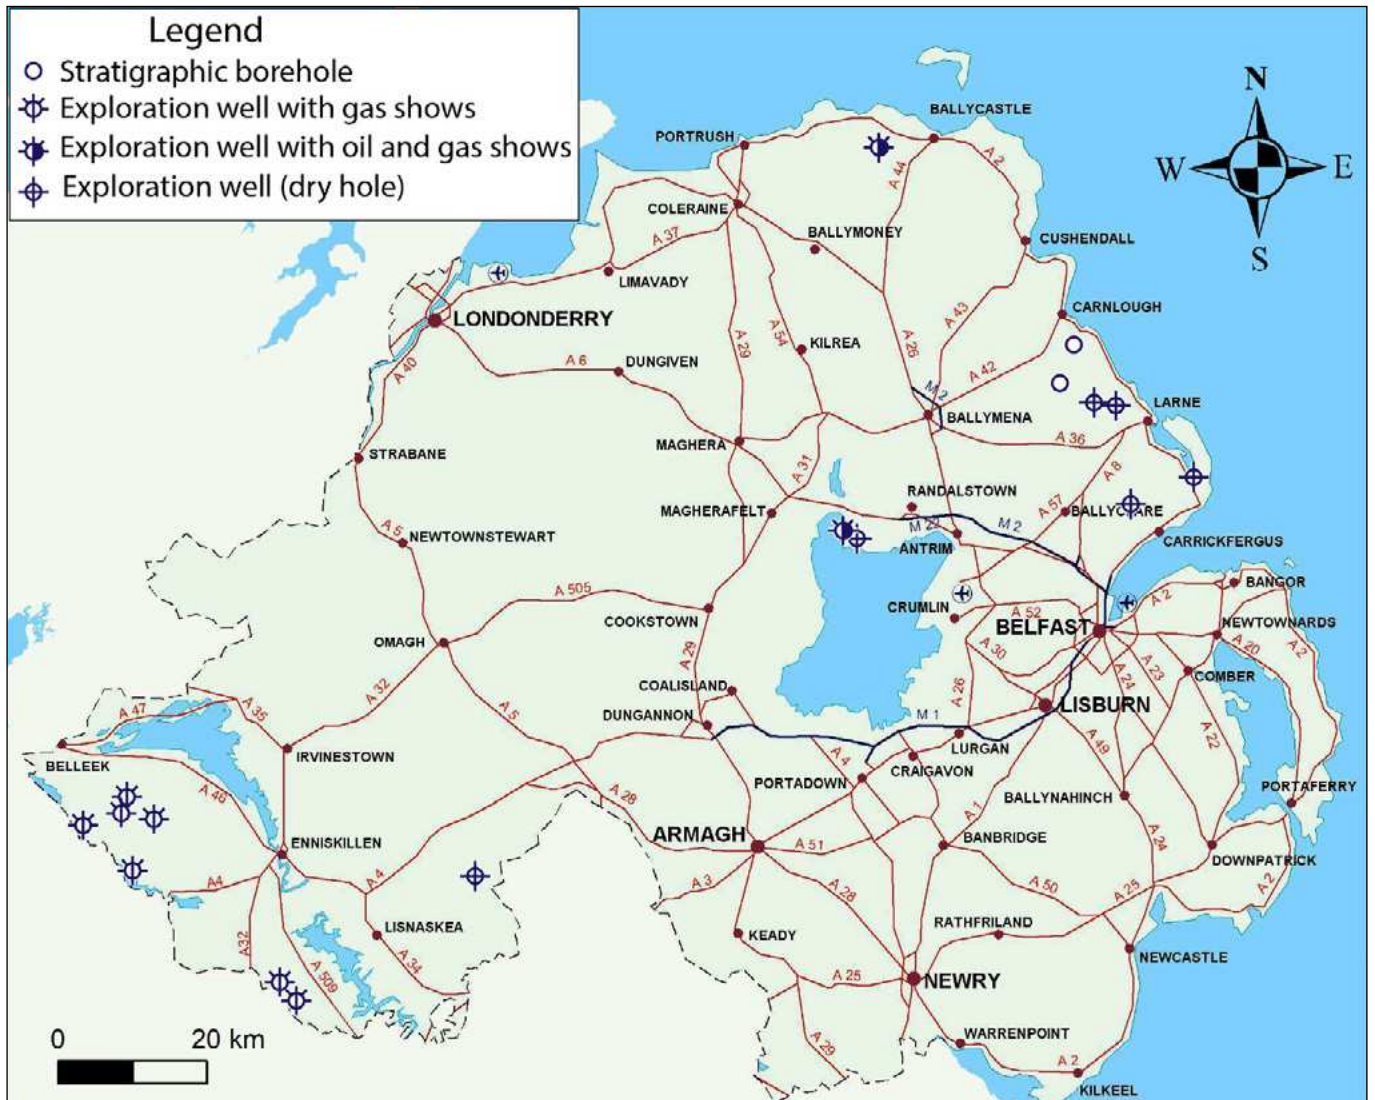 Legend
Stratigraphic borehole
Exploration well with gas shows
Exploration well with oil and gas shows
Exploration well (dry hole)
N
W
E
S
BALLYCASTLE
PORTRUSH
A 2
A 44
COLERAINE
A 37
BALLYMONEY
CUSHENDALL
LIMAVADY
LONDONDERRY
CARNLOUGH
A 43
A 29
A 54
A 26
KILREA
A 6
DUNGIVEN
A 40
A 42
M 2
LARNE
BALLYMENA
A 36
MAGHERA
STRABANE
A 31
A 8
RANDALSTOWN
A 57
BALLYCLARE
MAGHERAFELT
M 22
M 2
A 5
NEWTOWNSTEWART
ANTRIM
CARRICKFERGUS
BANGOR
A 505
A 2
CRUMLIN
A 52
COOKSTOWN
BELFAST
NEWTOWNARDS
OMAGH
A 29
A 30
A 24
A 23
A 20
A 2
COMBER
COALISLAND
A 32
A 26
A 47
A 35
A 5
DUNGANNON
M 1
LISBURN
LURGAN
A 49
A 22
BELLEEK
IRVINESTOWN
A 4
CRAIGAVON
PORTADOWN
A 46
A 28
A 1
BALLYNAHINCH
PORTAFERRY
ARMAGH
A 51
BANBRIDGE
A 24
ENNISKILLEN
DOWNPATRICK
A4
A 4
A 3
A 28
A 50
A 25
A 2
LISNASKEA
KEADY
RATHFRILAND
A32
A 34
A 509
NEWCASTLE
A 25
NEWRY
0
20 km
WARRENPOINT
A 29
A 2
KILKEEL